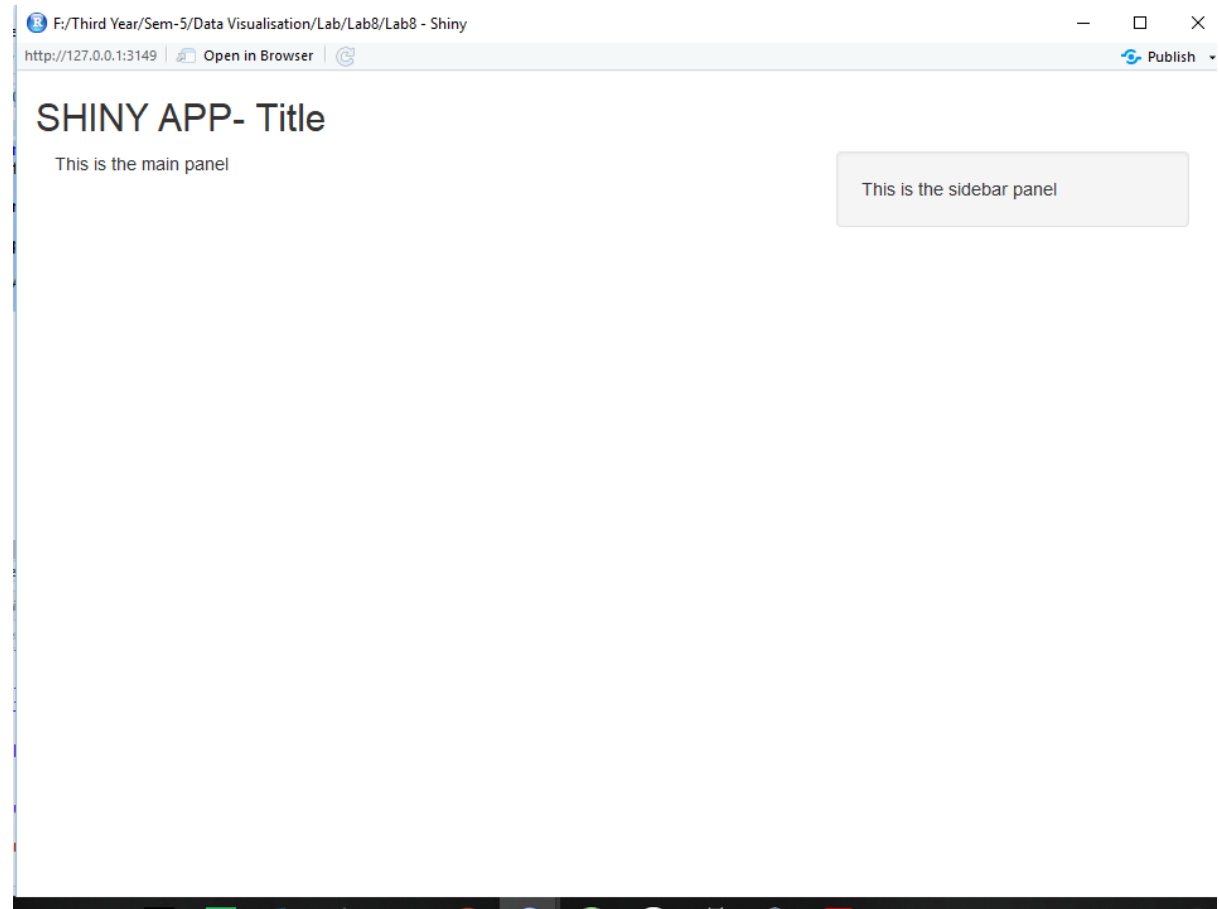 F:/Third Year/Sem-5/Data Visualisation/Lab/Lab8/Lab8 - Shiny
http://127.0.0.1:3149 Open in Browser Publish
SHINY APP- Title
This is the main panel
This is the sidebar panel